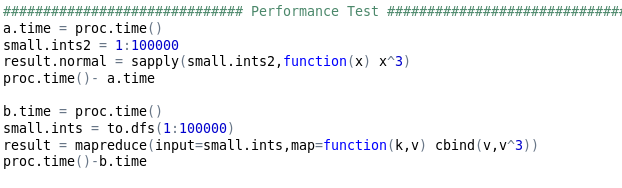 ############################# Performance Test #############################
a.time = proc.time()
small.ints2 = 1:100000
result.normal = sapply(small.ints2,function(x) x^3)
proc.time()- a.time
b.time = proc.time()
small.ints = to.dfs(1:100000)
result = mapreduce(input=small.ints,map=function(k,v) cbind(v,v^3))
proc.time()-b.time